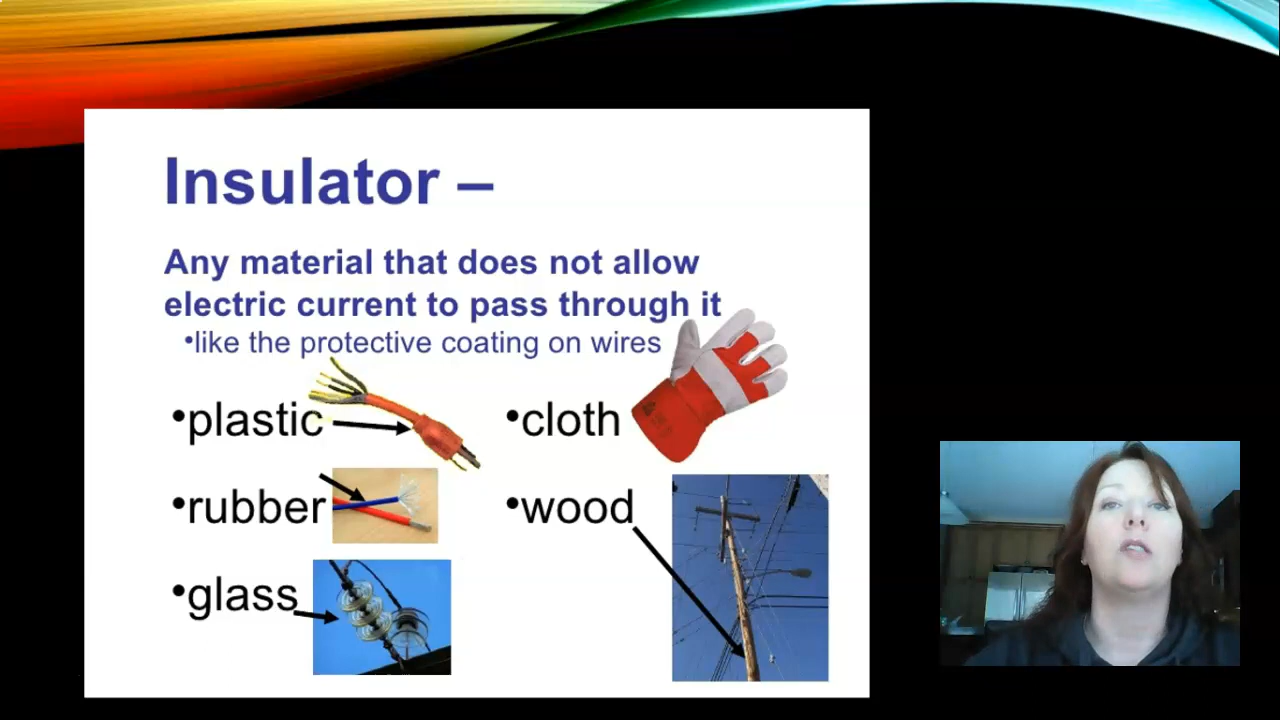 Insulator –
Any material that does not allow
electric current to pass through it
•like the protective coating on wires
•plastic
•cloth
•rubber
•wood
•glass